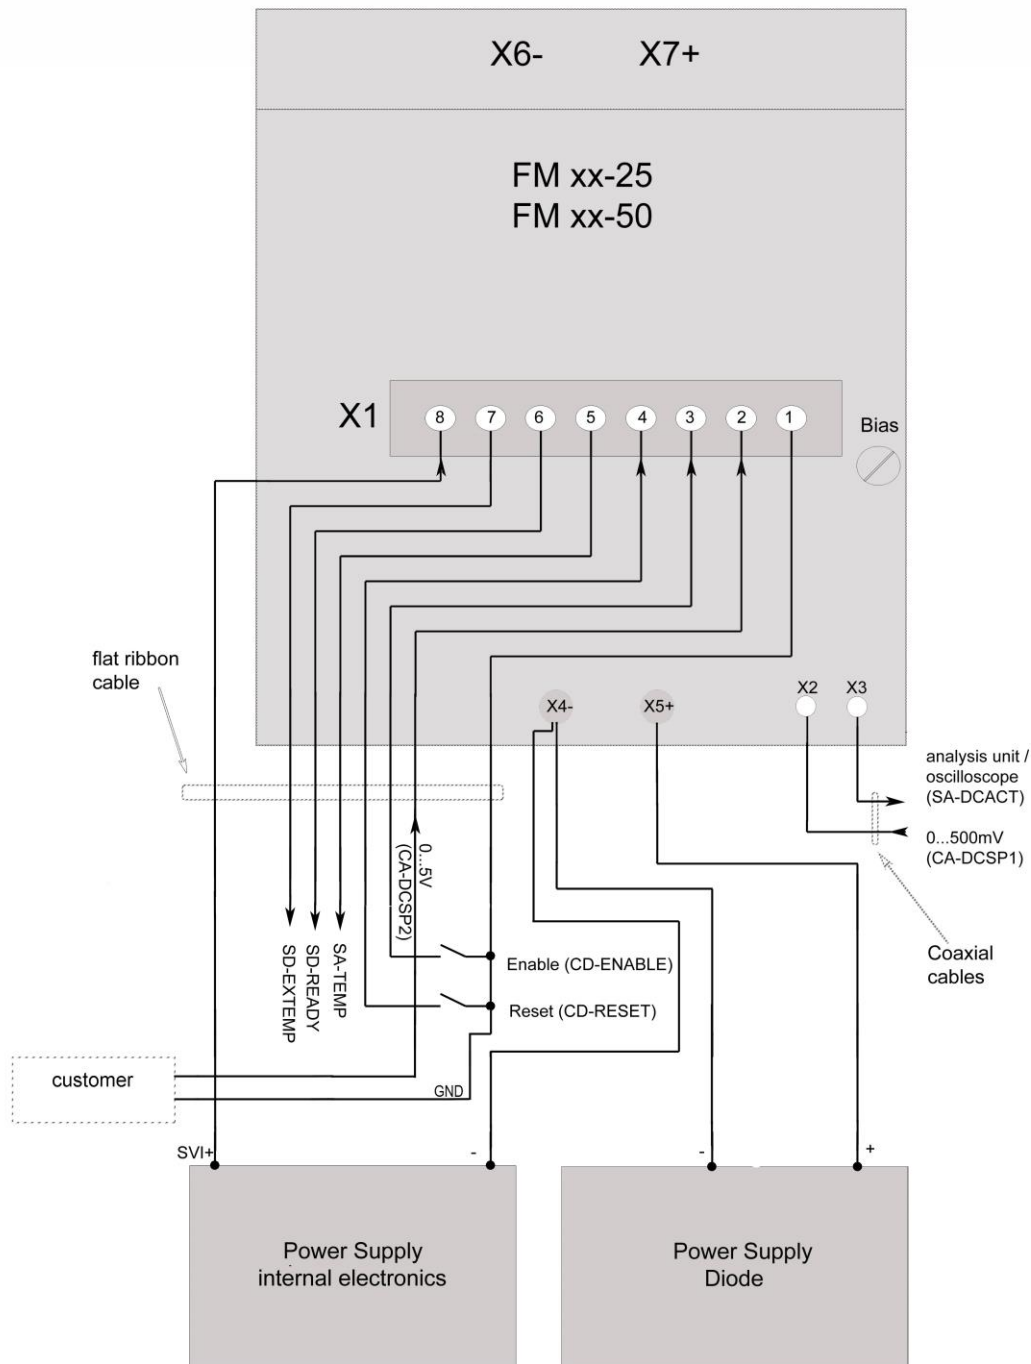 X6- X7+
FM xx-25
FM xx-50
X1
8 7 6 5 4 3 2 1
Bias
flat ribbon
cable
X4- X5+
X2 X3
analysis unit /
oscilloscope
(SA-DCACT)
0...500mV
(CA-DCSP1)
Coaxial
cables
0...5V
(CA-DCSP2)
SD-EXTEMP
SD-READY
SA-TEMP
Enable (CD-ENABLE)
Reset (CD-RESET)
customer
GND
SVI+ - - +
Power Supply
internal electronics
Power Supply
Diode